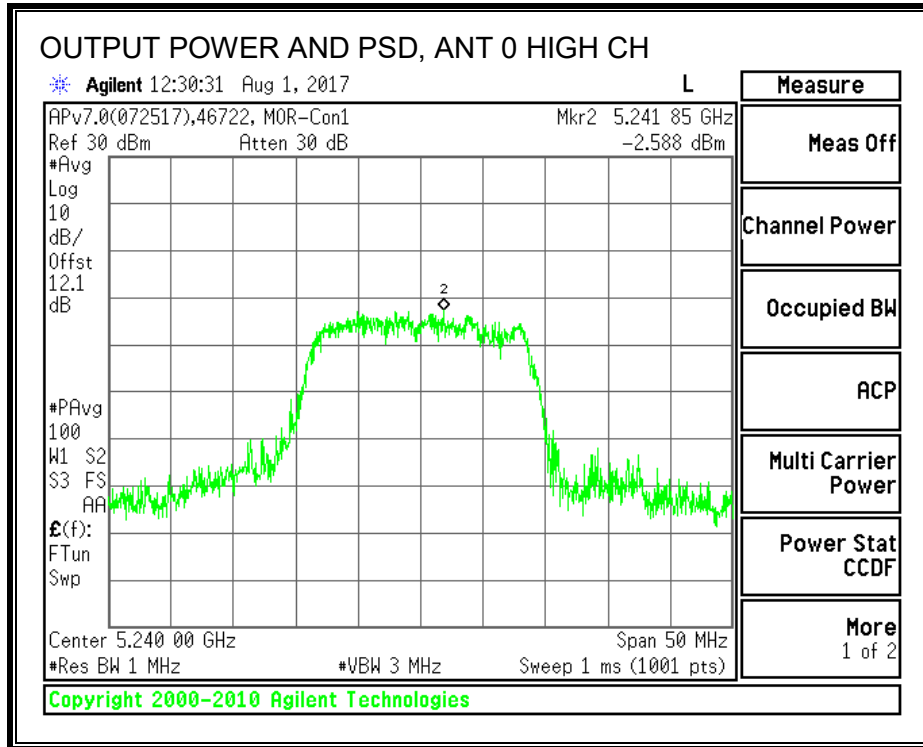 OUTPUT POWER AND PSD, ANT 0 HIGH CH
Agilent 12:30:31 Aug 1, 2017 L
APv7.0(072517),46722, MOR-Con1 Mkr2 5.241 85 GHz
Ref 30 dBm Atten 30 dB -2.588 dBm
#Avg
Log
10
dB/
Offst
12.1
dB
2
#PAvg
100
W1 S2
S3 FS
AA
£(f):
FTun
Swp
Center 5.240 00 GHz Span 50 MHz
#Res BW 1 MHz #VBW 3 MHz Sweep 1 ms (1001 pts)
Copyright 2000-2010 Agilent Technologies
Measure
Meas Off
Channel Power
Occupied BW
ACP
Multi Carrier
Power
Power Stat
CCDF
More
1 of 2